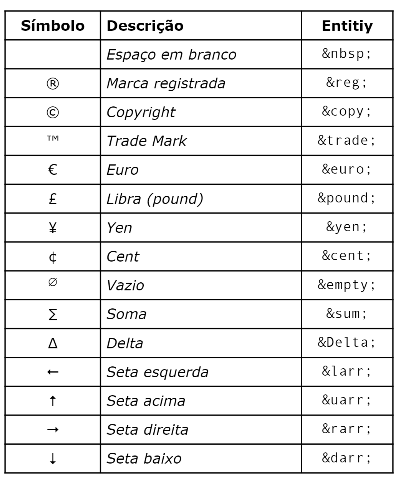 Símbolo Descrição Entitiy
Espaço em branco &nbsp;
® Marca registrada &reg;
© Copyright &copy;
™ Trade Mark &trade;
€ Euro &euro;
£ Libra (pound) &pound;
¥ Yen &yen;
¢ Cent &cent;
∅ Vazio &empty;
∑ Soma &sum;
Δ Delta &Delta;
← Seta esquerda &larr;
↑ Seta acima &uarr;
→ Seta direita &rarr;
↓ Seta baixo &darr;